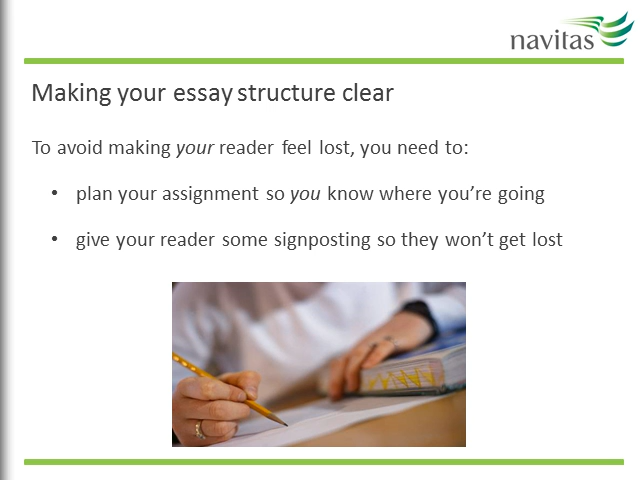 navitas
Making your essay structure clear
To avoid making your reader feel lost, you need to:
• plan your assignment so you know where you’re going
• give your reader some signposting so they won’t get lost